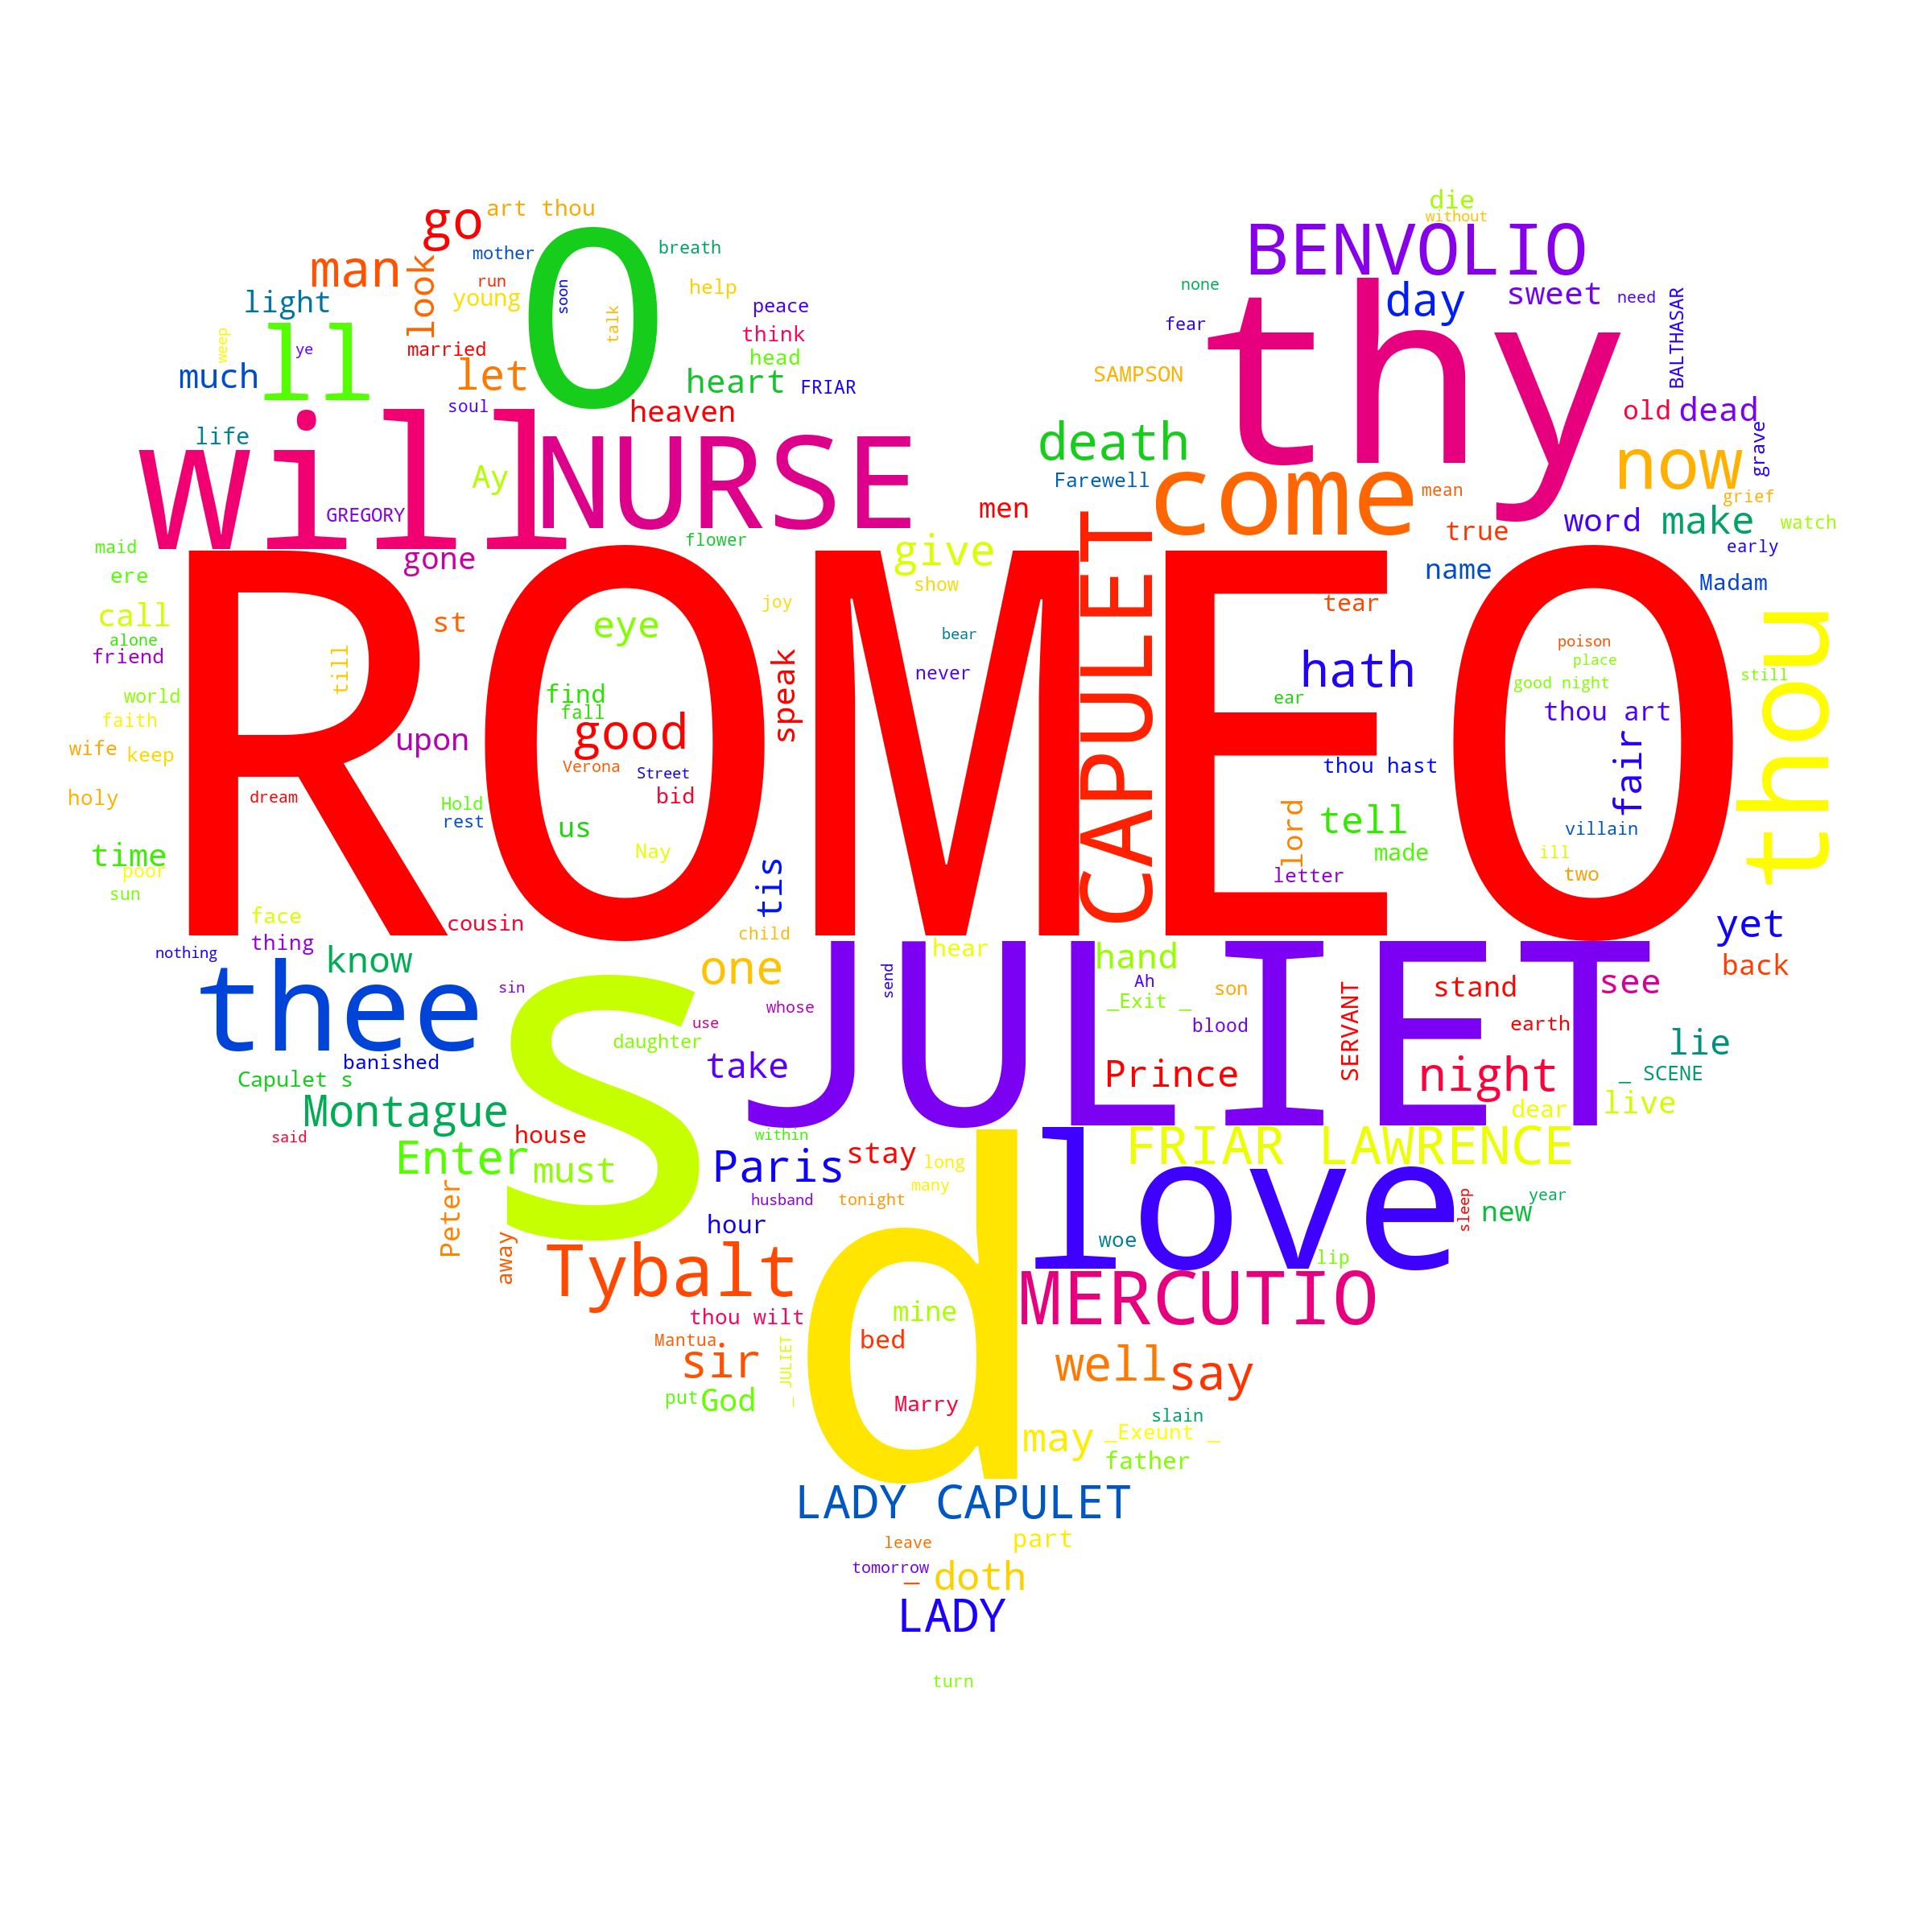 die
without
go
art thou
O
BENVOLIO
mother
breath
man
look
run
soon
help
none
thy
day
sweet
need
light
young
talk
peace
fear
BALTHASAR
ll
ye
weep
married
think
head
much
let
heart
FRIAR
SAMPSON
soul
heaven
old
dead
life
will
NURSE
death
now
grave
Ay
Farewell
come
mean
grief
GREGORY
men
true
word
make
watch
maid
gone
flower
give
CAPULET
early
ere
show
name
Madam
call
st
eye
joy
tear
thou
alone
till
bear
poison
friend
ROMEO
speak
never
hath
place
still
world
find
fall
ear
good night
faith
good
thou art
wife
keep
upon
Verona
Street
thou hast
fair
holy
dream
Hold
rest
bid
lord
tell
villain
time
us
Nay
tis
made
ill
poor
letter
two
sun
face
cousin
child
yet
nothing
thing
know
one
hear
hand
back
thee
sin
s
whose
send
JULIET
Ah
_Exit _
son
stand
see
use
daughter
blood
SERVANT
earth
lie
banished
take
Prince
night
_ SCENE
Capulet s
Montague
dear
live
said
house
within
love
FRIAR LAWRENCE
Enter
must
Paris
stay
long
d
Peter
husband
tonight
many
sleep
new
year
away
hour
woe
lip
Tybalt
MERCUTIO
thou wilt
mine
Mantua
bed
sir
_ JULIET
well
say
put
God
Marry
slain
may
_Exeunt _
father
LADY CAPULET
leave
part
tomorrow
_
doth
LADY
turn